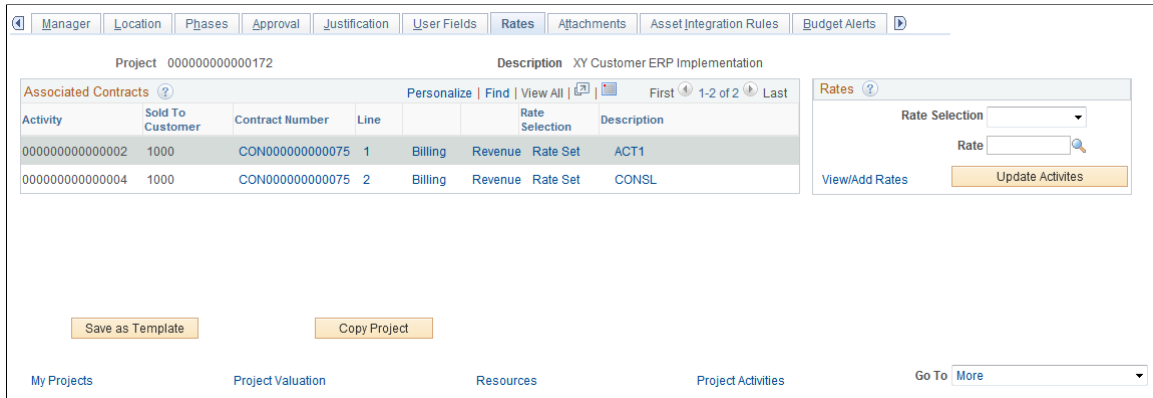 Manager Location Phases Approval Justification User Fields Rates Attachments Asset Integration Rules Budget Alerts
Project 000000000000172 Description XY Customer ERP Implementation
Associated Contracts ? Personalize | Find | View All | | First 1-2 of 2 Last
Activity Sold To Customer Contract Number Line Rate Selection Description
000000000000002 1000 CON000000000075 1 Billing Revenue Rate Set ACT1
000000000000004 1000 CON000000000075 2 Billing Revenue Rate Set CONSL
Rates ?
Rate Selection
Rate
View/Add Rates Update Activites
Save as Template Copy Project
My Projects Project Valuation Resources Project Activities Go To More